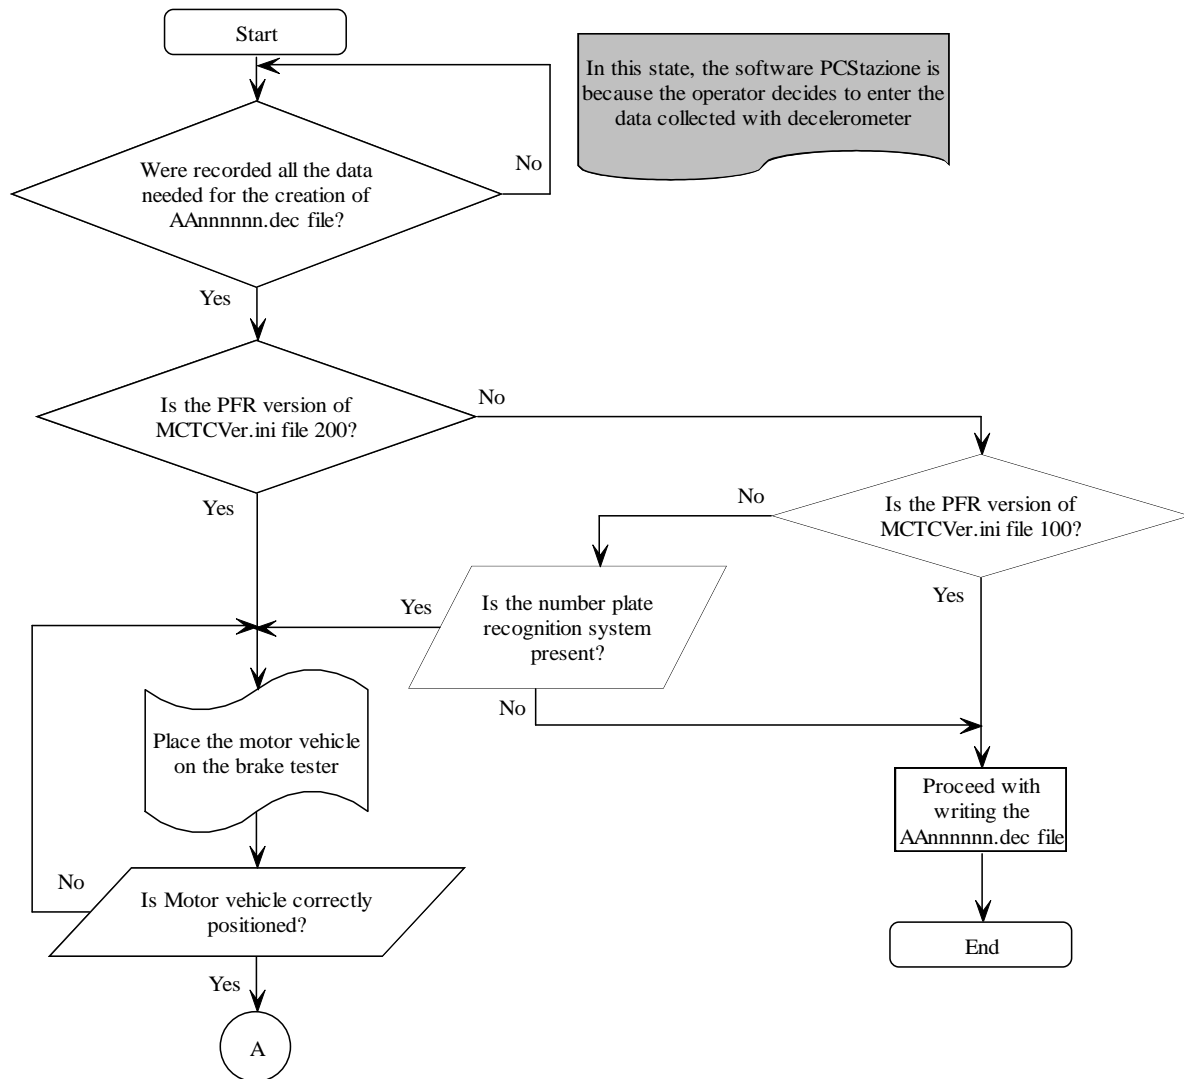 Start
In this state, the software PCStazione is
because the operator decides to enter the
data collected with decelerometer
Were recorded all the data
needed for the creation of
AAnnnnnn.dec file?
No
Yes
Is the PFR version of
MCTCVer.ini file 200?
No
Yes
Is the PFR version of
MCTCVer.ini file 100?
No
Yes
Is the number plate
recognition system
present?
Yes
No
Place the motor vehicle
on the brake tester
Proceed with
writing the
AAnnnnnn.dec file
Is Motor vehicle correctly
positioned?
No
Yes
End
A